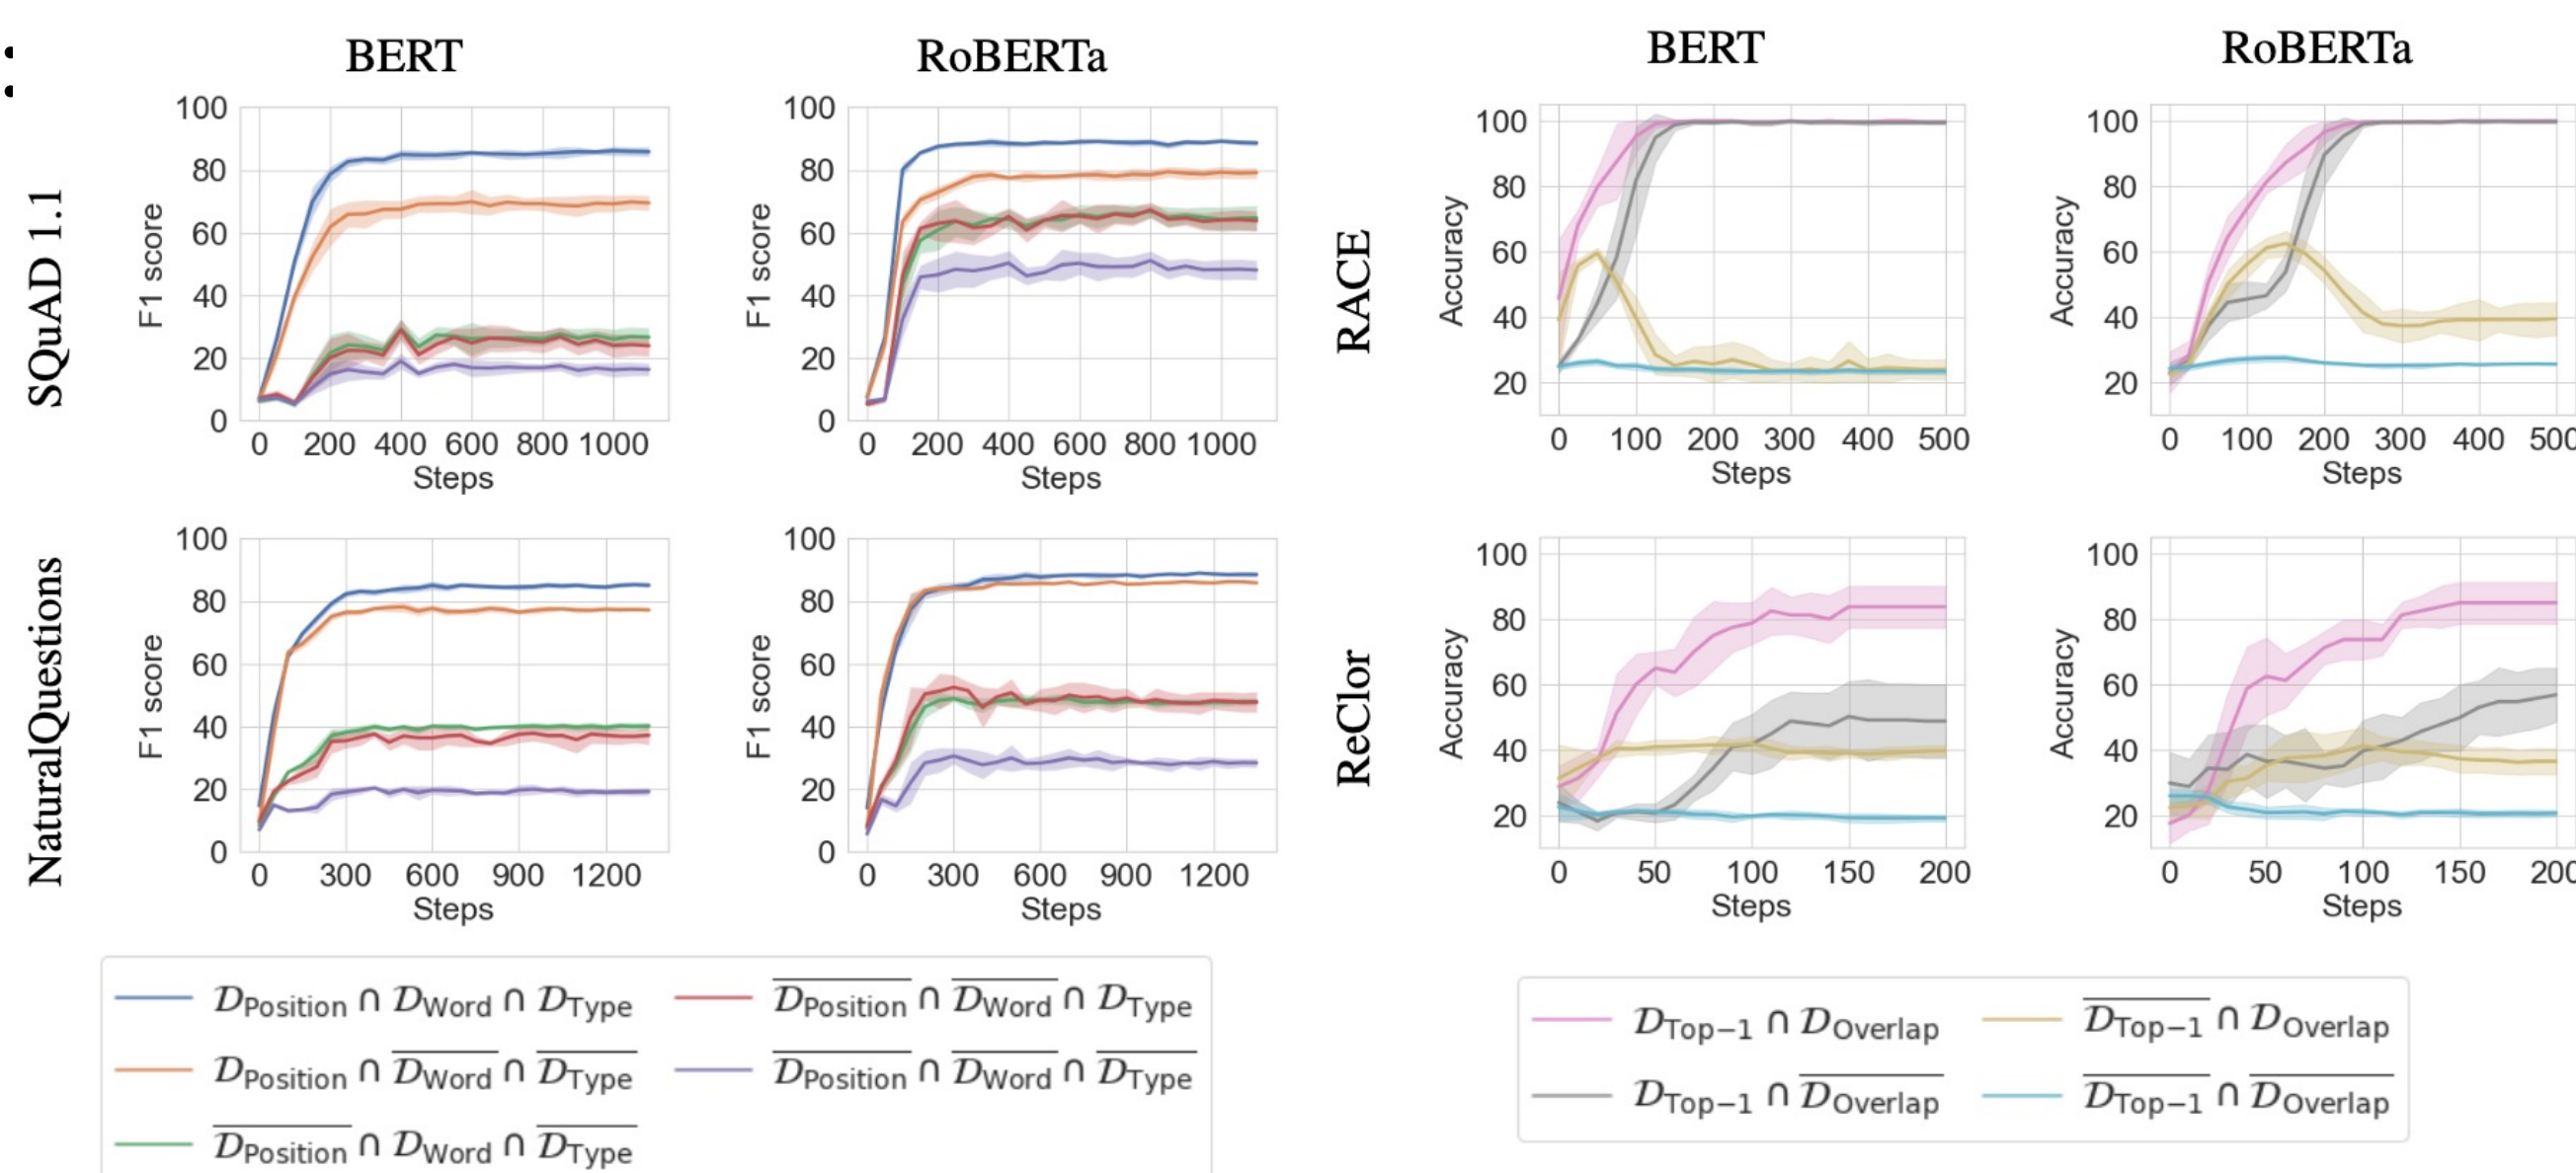 BERT
RoBERTa
BERT
RoBERTa
SQuAD 1.1
F1 score
100
80
60
40
20
0
0 200 400 600 800 1000
Steps
F1 score
100
80
60
40
20
0
0 200 400 600 800 1000
Steps
RACE
Accuracy
100
80
60
40
20
0 100 200 300 400 500
Steps
Accuracy
100
80
60
40
20
0 100 200 300 400 500
Steps
NaturalQuestions
F1 score
100
80
60
40
20
0
0 300 600 900 1200
Steps
F1 score
100
80
60
40
20
0
0 300 600 900 1200
Steps
ReClor
Accuracy
100
80
60
40
20
0 50 100 150 200
Steps
Accuracy
100
80
60
40
20
0 50 100 150 200
Steps
𝒟Position ∩ 𝒟Word ∩ 𝒟Type
𝒟Position ∩ 𝒟Word ∩ 𝒟Type
𝒟Position ∩ 𝒟Word ∩ 𝒟Type
𝒟Position ∩ 𝒟Word ∩ 𝒟Type
𝒟Position ∩ 𝒟Word ∩ 𝒟Type
𝒟Top−1 ∩ 𝒟Overlap
𝒟Top−1 ∩ 𝒟Overlap
𝒟Top−1 ∩ 𝒟Overlap
𝒟Top−1 ∩ 𝒟Overlap